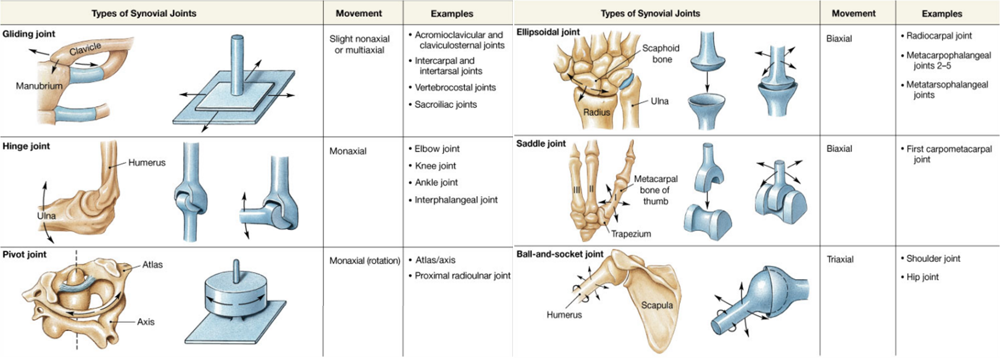 Types of Synovial Joints
Movement
Examples
Gliding joint
Clavicle
Manubrium
Slight nonaxial
or multiaxial
• Acromioclavicular and
claviculosternal joints
• Intercarpal and
intertarsal joints
• Vertebrocostal joints
• Sacroiliac joints
Hinge joint
Humerus
Ulna
Monaxial
• Elbow joint
• Knee joint
• Ankle joint
• Interphalangeal joint
Pivot joint
Atlas
Axis
Monaxial (rotation)
• Atlas/axis
• Proximal radioulnar joint
Types of Synovial Joints
Movement
Examples
Ellipsoidal joint
Scaphoid
bone
Ulna
Radius
Biaxial
• Radiocarpal joint
• Metacarpophalangeal
joints 2–5
• Metatarsophalangeal
joints
Saddle joint
III
II
I
Metacarpal
bone of
thumb
Trapezium
Biaxial
• First carpometacarpal
joint
Ball-and-socket joint
Humerus
Scapula
Triaxial
• Shoulder joint
• Hip joint